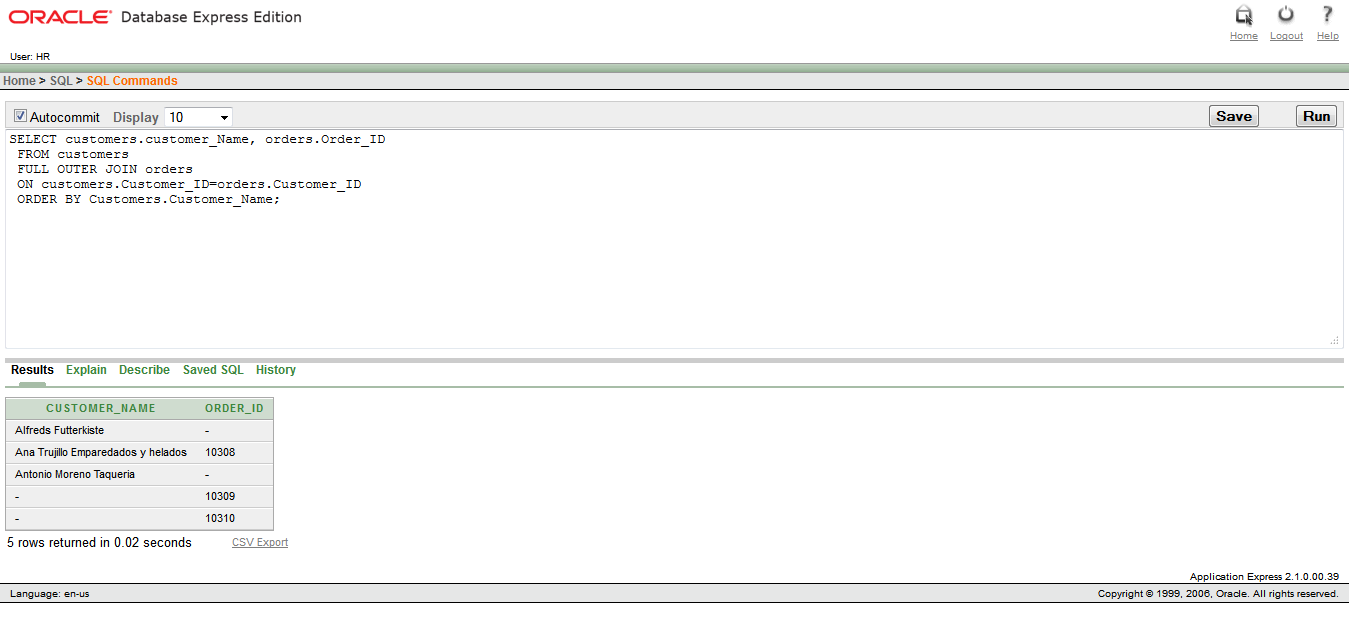 ORACLE® Database Express Edition
Home Logout Help
User: HR
Home > SQL > SQL Commands
Autocommit Display 10 Save Run
SELECT customers.customer_Name, orders.Order_ID
FROM customers
FULL OUTER JOIN orders
ON customers.Customer_ID=orders.Customer_ID
ORDER BY Customers.Customer_Name;
Results Explain Describe Saved SQL History
CUSTOMER_NAME ORDER_ID
Alfreds Futterkiste -
Ana Trujillo Emparedados y helados 10308
Antonio Moreno Taqueria -
- 10309
- 10310
5 rows returned in 0.02 seconds CSV Export
Application Express 2.1.0.00.39
Language: en-us Copyright © 1999, 2006, Oracle. All rights reserved.